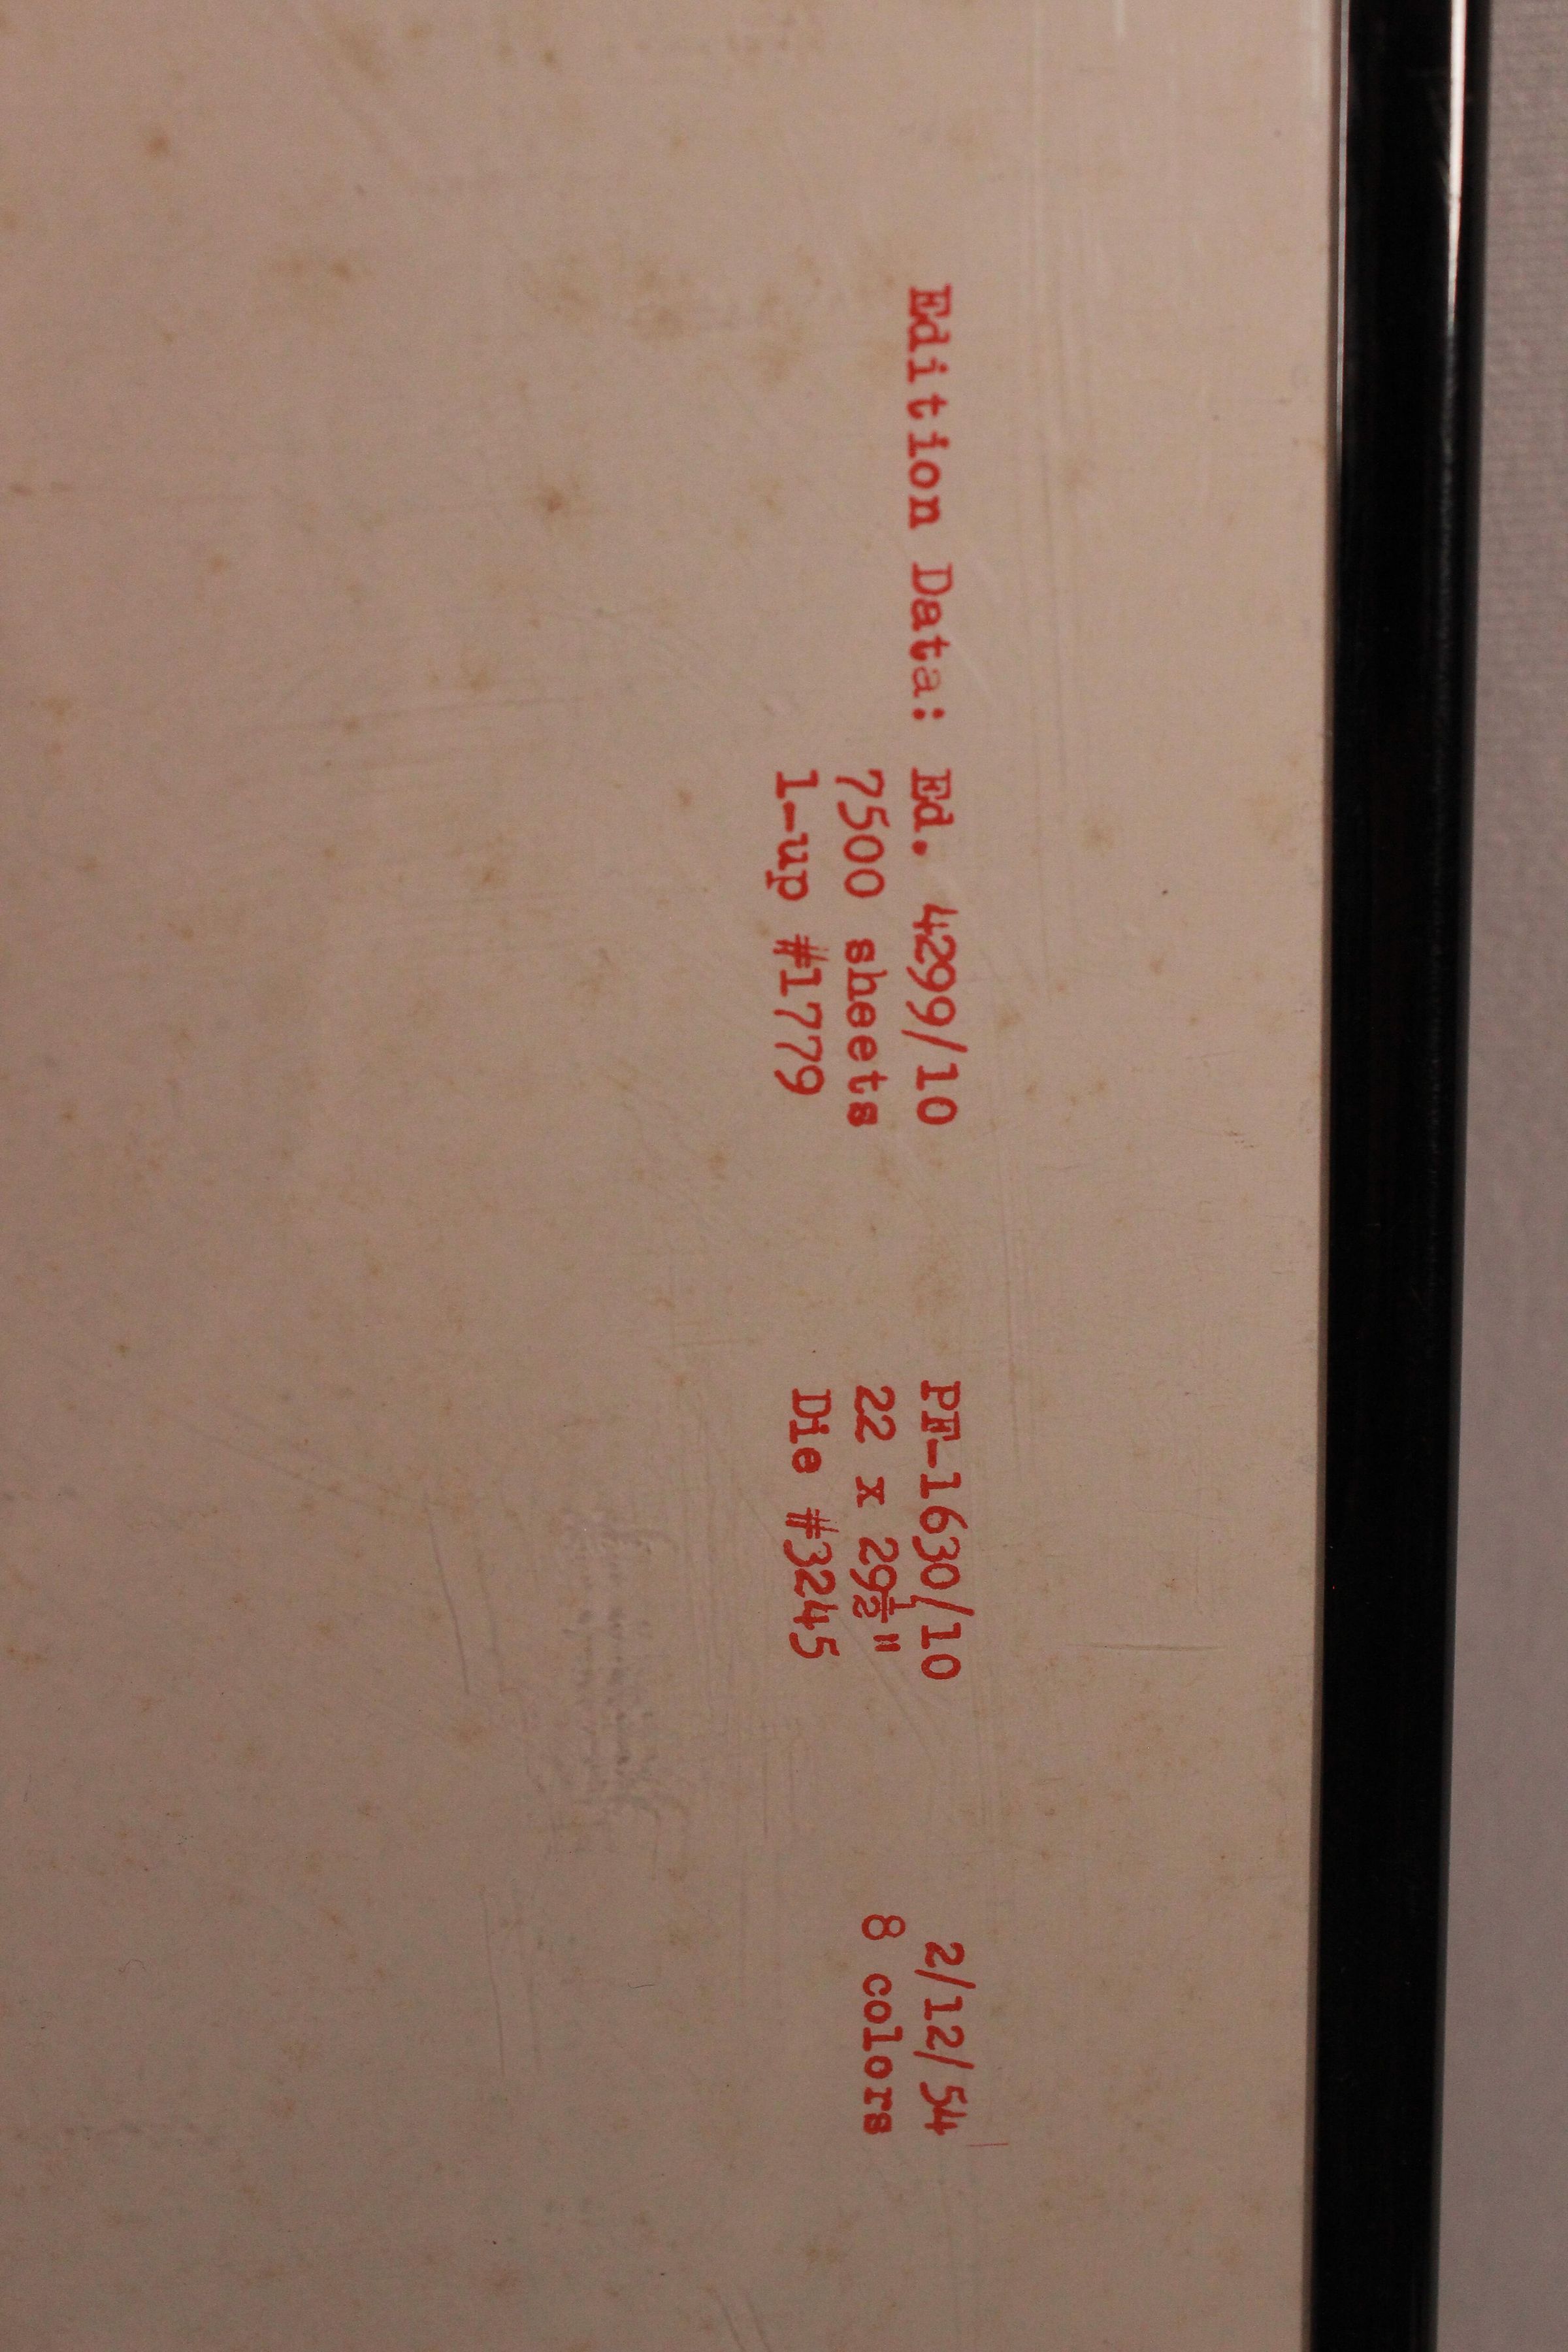 Edition Data: Ed. 4299/10 PF-1630/10 2/12/54
7500 sheets 22 x 29½" 8 colors
1-up #1779 Die #3245